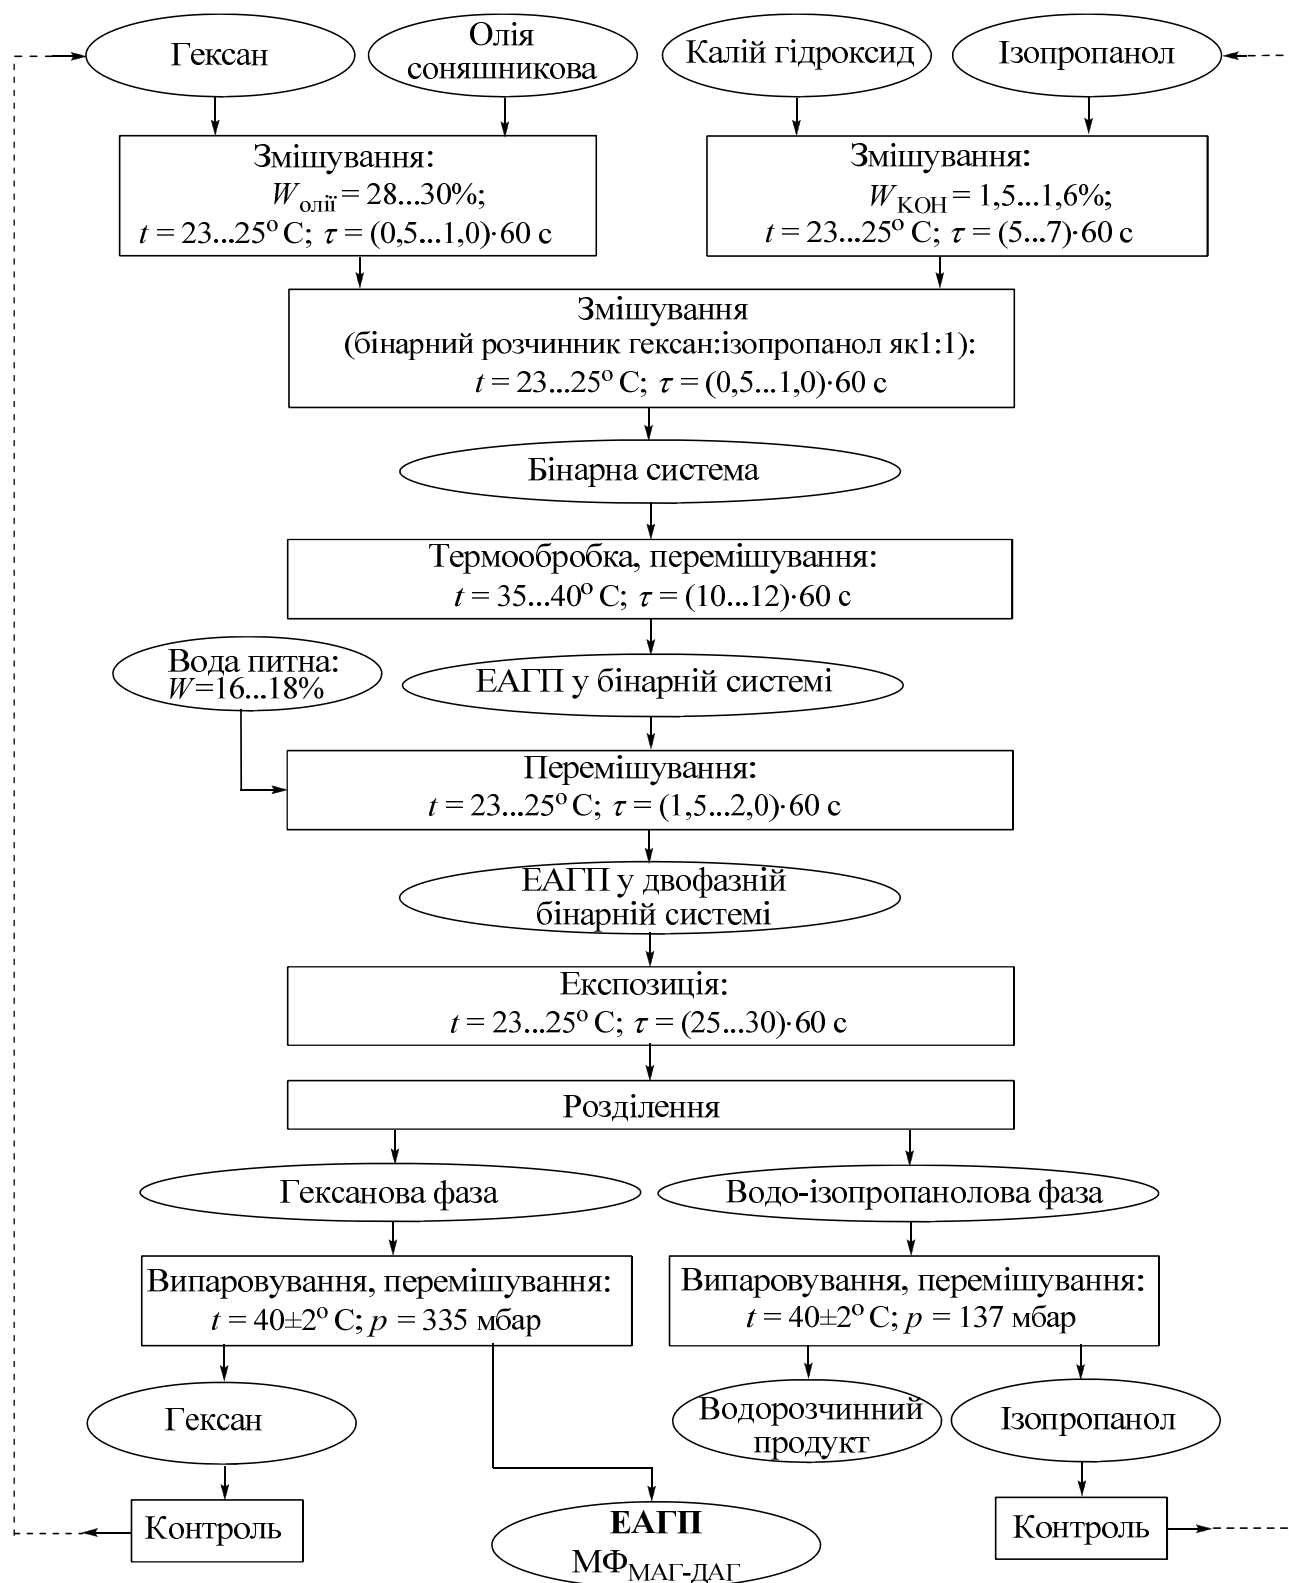 Гексан
Олія
соняшникова
Калій гідроксид
Ізопропанол
Змішування:
Wолії = 28...30%;
t = 23...25° C; τ = (0,5...1,0)·60 с
Змішування:
WKOH = 1,5...1,6%;
t = 23...25° C; τ = (5...7)·60 с
Змішування
(бінарний розчинник гексан:ізопропанол як1:1):
t = 23...25° C; τ = (0,5...1,0)·60 с
Бінарна система
Термообробка, перемішування:
t = 35...40° C; τ = (10...12)·60 с
Вода питна:
W=16...18%
ЕАГП у бінарній системі
Перемішування:
t = 23...25° C; τ = (1,5...2,0)·60 с
ЕАГП у двофазній
бінарній системі
Експозиція:
t = 23...25° C; τ = (25...30)·60 с
Розділення
Гексанова фаза
Водо-ізопропанолова фаза
Випаровування, перемішування:
t = 40±2° C; p = 335 мбар
Випаровування, перемішування:
t = 40±2° C; p = 137 мбар
Гексан
Водорозчинний
продукт
Ізопропанол
Контроль
ЕАГП
МФМАГ-ДАГ
Контроль